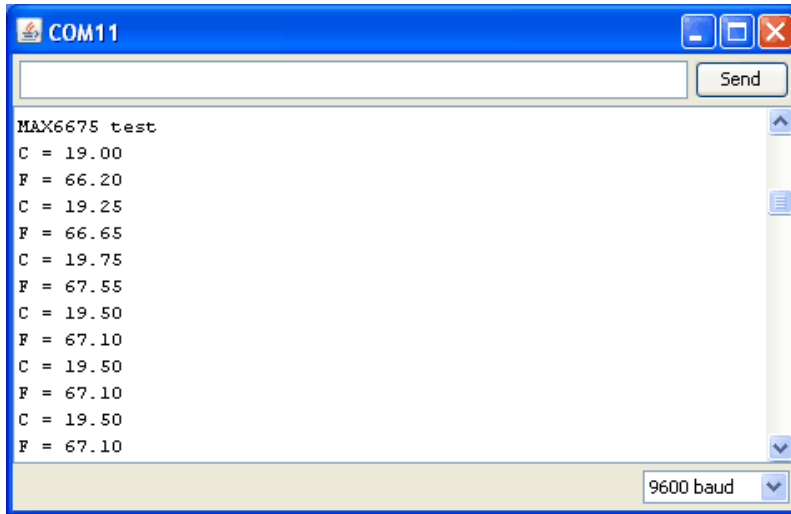 COM11
Send
MAX6675 test
C = 19.00
F = 66.20
C = 19.25
F = 66.65
C = 19.75
F = 67.55
C = 19.50
F = 67.10
C = 19.50
F = 67.10
C = 19.50
F = 67.10
9600 baud